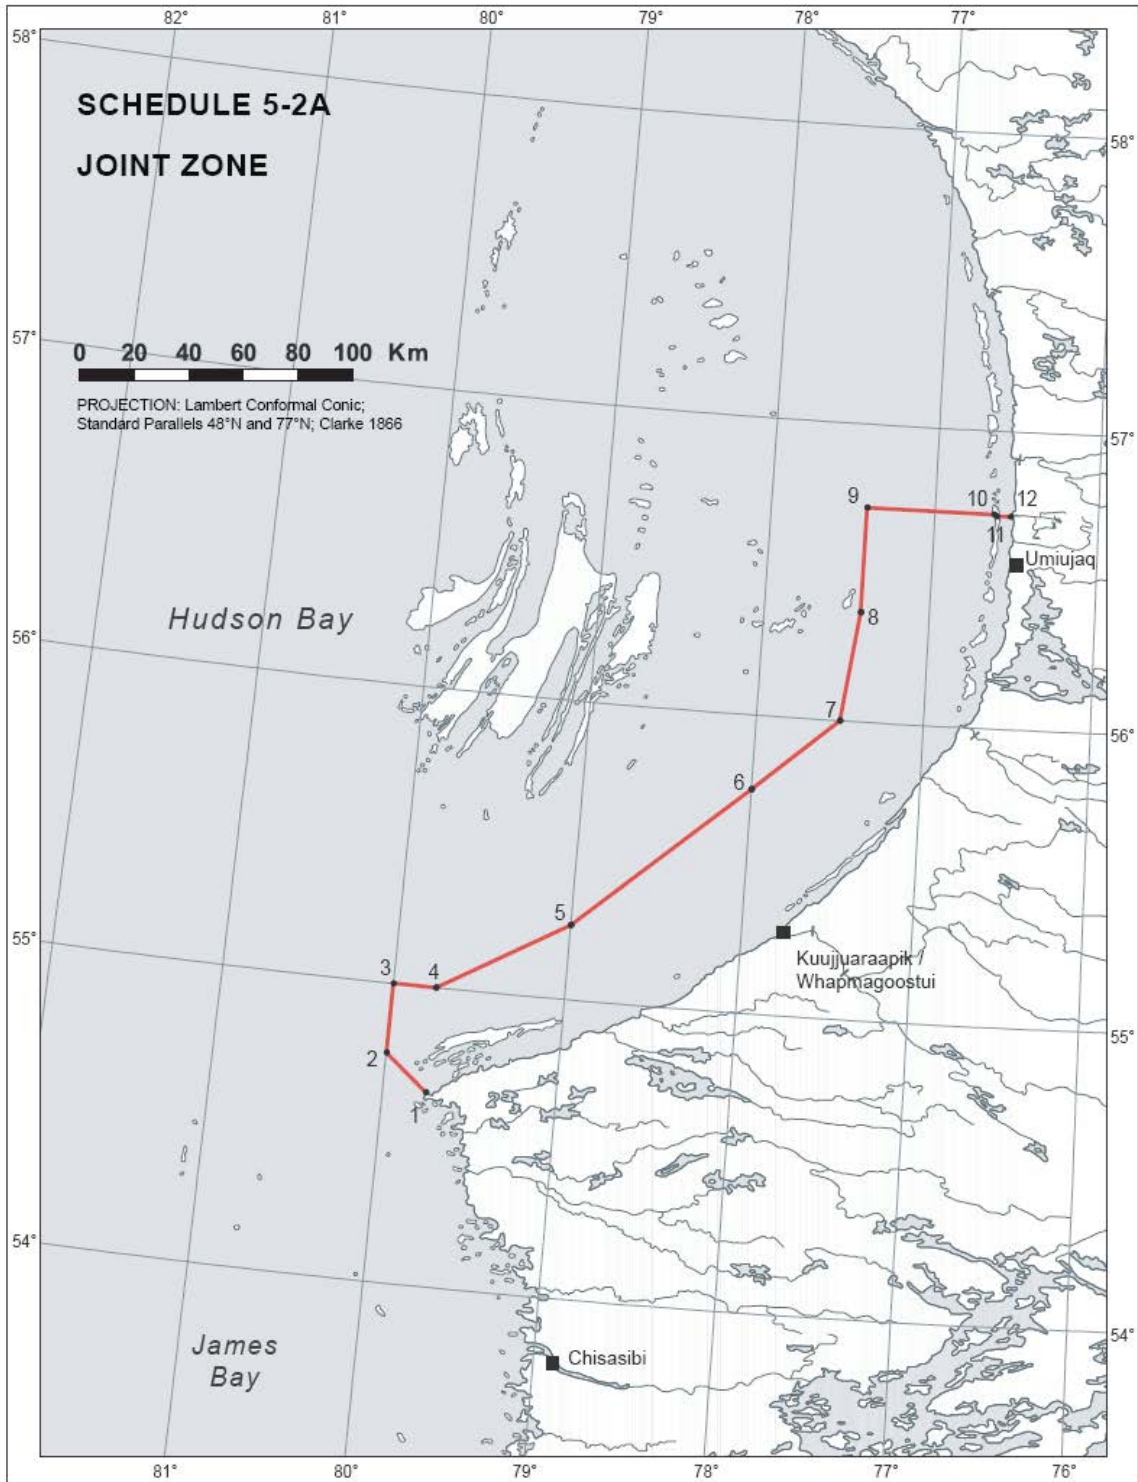 82° 81° 80° 79° 78° 77°
58°
SCHEDULE 5-2A
JOINT ZONE
58°
57°
0 20 40 60 80 100 Km
PROJECTION: Lambert Conformal Conic;
Standard Parallels 48°N and 77°N; Clarke 1866
57°
9 10 12
11
Umiujaq
Hudson Bay
8
56°
7
56°
6
5
55°
Kuujjuaraapik /
Whapmagoostui
3 4
55°
2
1
54°
54°
James
Bay
Chisasibi
81° 80° 79° 78° 77° 76°